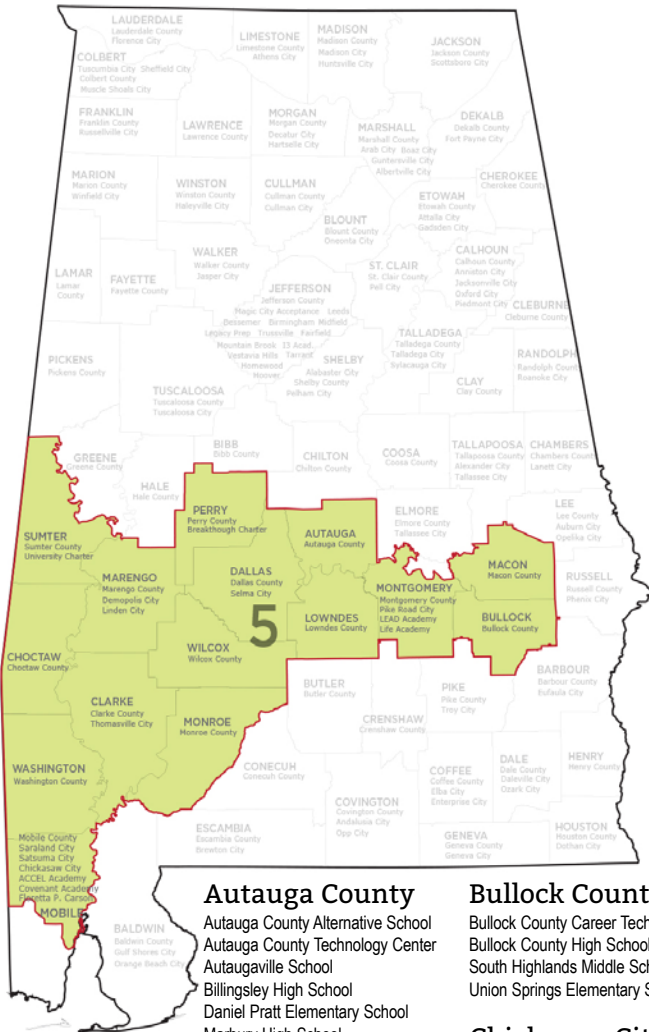 LAUDERDALE
Lauderdale County
Florence City
LIMESTONE
Limestone County
Athens City
MADISON
Madison County
Madison City
Huntsville City
JACKSON
Jackson County
Scottsboro City
COLBERT
Tuscumbia City Sheffield City
Colbert County
Muscle Shoals City
FRANKLIN
Franklin County
Russellville City
LAWRENCE
Lawrence County
MORGAN
Morgan County
Decatur City
Hartselle City
MARSHALL
Marshall County
Arab City Boaz City
Guntersville City
Albertville City
DEKALB
Dekalb County
Fort Payne City
MARION
Marion County
Winfield City
WINSTON
Winston County
Haleyville City
CULLMAN
Cullman County
Cullman City
BLOUNT
Blount County
Oneonta City
ETOWAH
Etowah County
Attalla City
Gadsden City
CHEROKEE
Cherokee County
WALKER
Walker County
Jasper City
LAMAR
Lamar
County
FAYETTE
Fayette County
JEFFERSON
Jefferson County
Magic City Acceptance Leeds
Bessemer Birmingham Midfield
Legacy Prep Trussville Fairfield
Mountain Brook I3 Acad.
Vestavia Hills Tarrant
Homewood
Hoover
ST. CLAIR
St. Clair County
Pell City
CALHOUN
Calhoun County
Anniston City
Jacksonville City
Oxford City
Piedmont City
CLEBURNE
Cleburne County
PICKENS
Pickens County
TUSCALOOSA
Tuscaloosa County
Tuscaloosa City
SHELBY
Alabaster City
Shelby County
Pelham City
TALLADEGA
Talladega County
Talladega City
Sylacauga City
CLAY
Clay County
RANDOLPH
Randolph County
Roanoke City
GREENE
Greene County
HALE
Hale County
BIBB
Bibb County
CHILTON
Chilton County
COOSA
Coosa County
TALLAPOOSA
Tallapoosa County
Alexander City
Tallassee City
CHAMBERS
Chambers County
Lanett City
SUMTER
Sumter County
University Charter
PERRY
Perry County
Breakthough Charter
AUTAUGA
Autauga County
ELMORE
Elmore County
Tallassee City
LEE
Lee County
Auburn City
Opelika City
MARENGO
Marengo County
Demopolis City
Linden City
DALLAS
Dallas County
Selma City
5
LOWNDES
Lowndes County
MONTGOMERY
Montgomery County
Pike Road City
LEAD Academy
Life Academy
MACON
Macon County
BULLOCK
Bullock County
RUSSELL
Russell County
Phenix City
CHOCTAW
Choctaw County
WILCOX
Wilcox County
CLARKE
Clarke County
Thomasville City
MONROE
Monroe County
BUTLER
Butler County
CRENSHAW
Crenshaw County
PIKE
Pike County
Troy City
BARBOUR
Barbour County
Eufaula City
WASHINGTON
Washington County
CONECUH
Conecuh County
COVINGTON
Covington County
Andalusia City
Opp City
COFFEE
Coffee County
Elba City
Enterprise City
DALE
Dale County
Daleville City
Ozark City
HENRY
Henry County
ESCAMBIA
Escambia County
Brewton City
GENEVA
Geneva County
Geneva City
HOUSTON
Houston County
Dothan City
Mobile County
Saraland City
Satsuma City
Chickasaw City
ACCEL Academy
Covenant Academy
Floretta P. Carson
MOBILE
BALDWIN
Baldwin County
Gulf Shores City
Orange Beach City
Autauga County
Autauga County Alternative School
Autauga County Technology Center
Autaugaville School
Billingsley High School
Daniel Pratt Elementary School
Marbury High School
Bullock Count
Bullock County Career Tech
Bullock County High School
South Highlands Middle Sc
Union Springs Elementary S
Chickasaw Cit